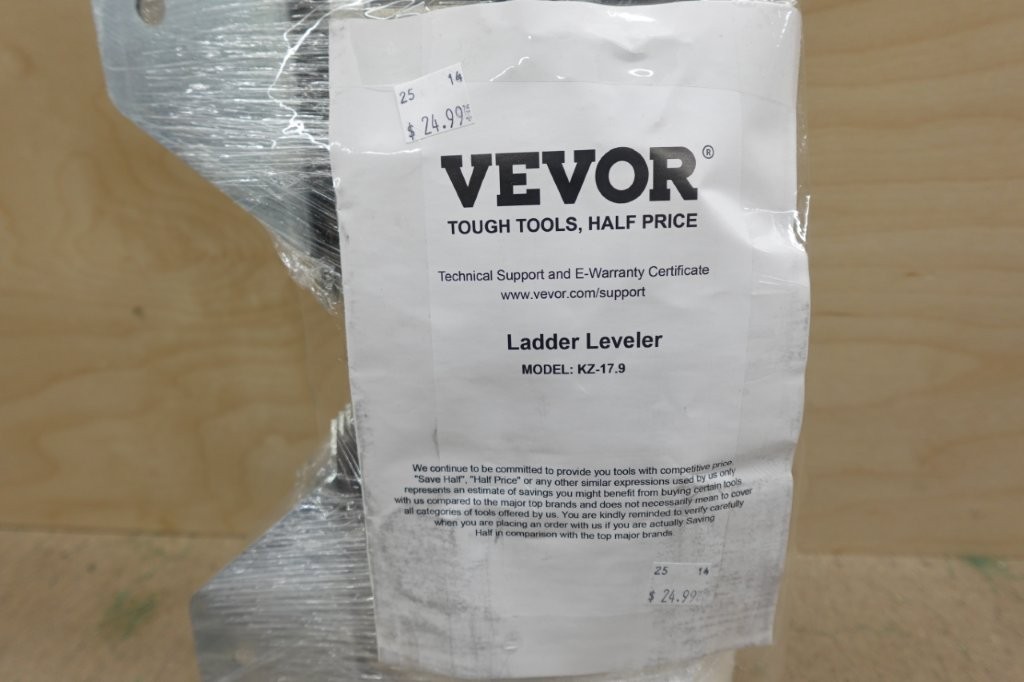 25 14
$ 24.99
VEVOR®
TOUGH TOOLS, HALF PRICE
Technical Support and E-Warranty Certificate
www.vevor.com/support
Ladder Leveler
MODEL: KZ-17.9
We continue to be committed to provide you tools with competitive price.
"Save Half", "Half Price" or any other similar expressions used by us only
represents an estimate of savings you might benefit from buying certain tools
with us compared to the major top brands and does not necessarily mean to cover
all categories of tools offered by us. You are kindly reminded to verify carefully
when you are placing an order with us if you are actually Saving
Half in comparison with the top major brands.
25 14
$ 24.99